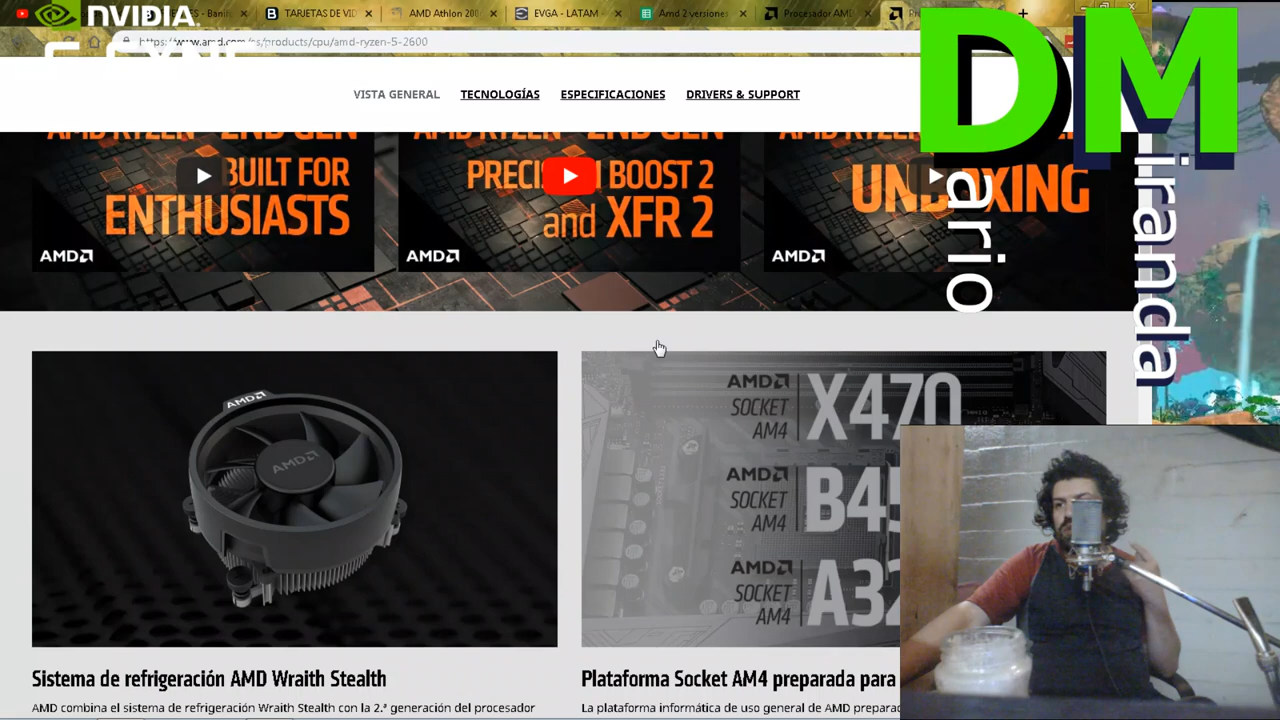 NVIDIA.
TARJETAS DE VID
AMD Athlon 200
EVGA - LATAM -
Amd 2 versione
Procesador AMD
https://www.amd.com/es/products/cpu/amd-ryzen-5-2600
DM
ario
iranda
VISTA GENERAL
TECNOLOGÍAS
ESPECIFICACIONES
DRIVERS & SUPPORT
BUILT FOR
ENTHUSIASTS
AMD
BOOST 2
and XFR 2
AMD
UNBOXING
AMD
AMD
AMD
AMD
SOCKET
AM4
X470
AMD
SOCKET
AM4
B45
AMD
SOCKET
AM4
A32
Sistema de refrigeración AMD Wraith Stealth
AMD combina el sistema de refrigeración Wraith Stealth con la 2.ª generación del procesador
Plataforma Socket AM4 preparada para
La plataforma informática de uso general de AMD prepara